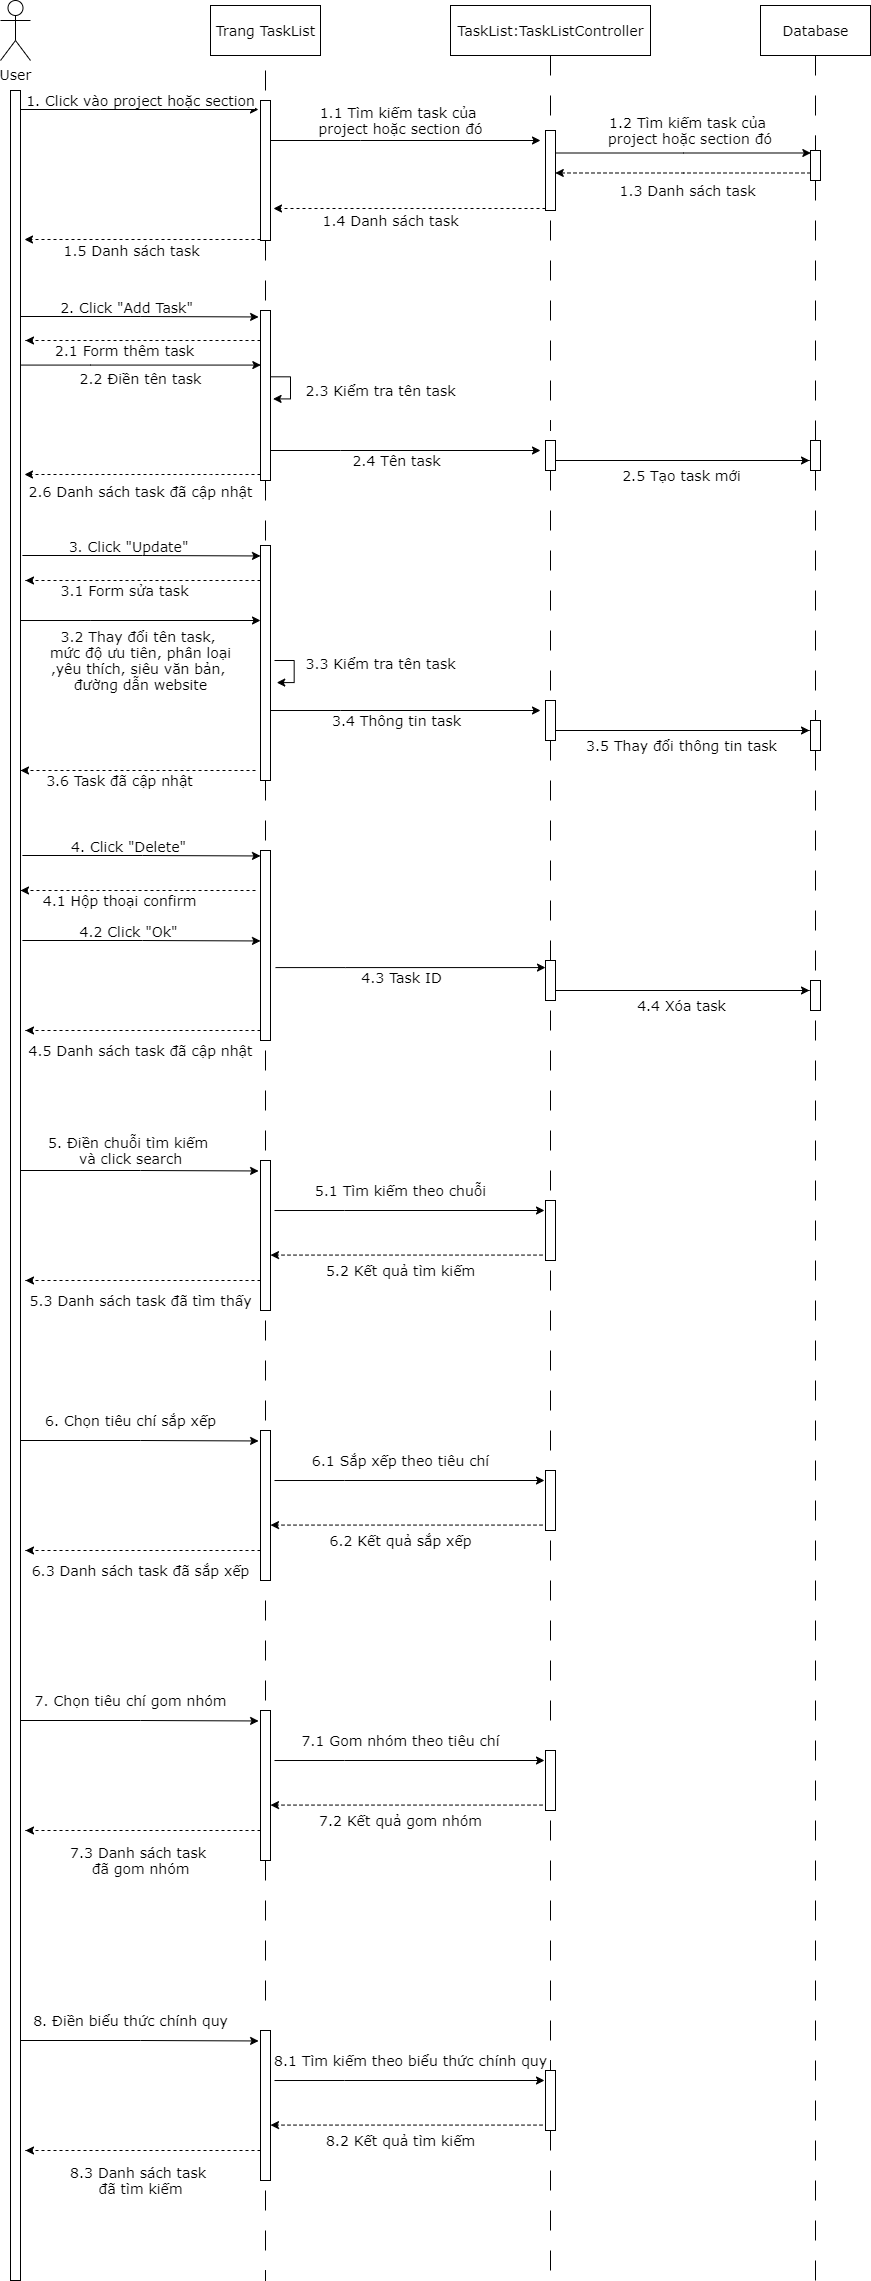 Trang TaskList
TaskList:TaskListController
Database
User
1. Click vào project hoặc section
1.1 Tìm kiếm task của
project hoặc section đó
1.2 Tìm kiếm task của
project hoặc section đó
1.3 Danh sách task
1.4 Danh sách task
1.5 Danh sách task
2. Click "Add Task"
2.1 Form thêm task
2.2 Điền tên task
2.3 Kiểm tra tên task
2.4 Tên task
2.5 Tạo task mới
2.6 Danh sách task đã cập nhật
3. Click "Update"
3.1 Form sửa task
3.2 Thay đổi tên task,
mức độ ưu tiên, phân loại
,yêu thích, siêu văn bản,
đường dẫn website
3.3 Kiểm tra tên task
3.4 Thông tin task
3.5 Thay đổi thông tin task
3.6 Task đã cập nhật
4. Click "Delete"
4.1 Hộp thoại confirm
4.2 Click "Ok"
4.3 Task ID
4.4 Xóa task
4.5 Danh sách task đã cập nhật
5. Điền chuỗi tìm kiếm
và click search
5.1 Tìm kiếm theo chuỗi
5.2 Kết quả tìm kiếm
5.3 Danh sách task đã tìm thấy
6. Chọn tiêu chí sắp xếp
6.1 Sắp xếp theo tiêu chí
6.2 Kết quả sắp xếp
6.3 Danh sách task đã sắp xếp
7. Chọn tiêu chí gom nhóm
7.1 Gom nhóm theo tiêu chí
7.2 Kết quả gom nhóm
7.3 Danh sách task
đã gom nhóm
8. Điền biểu thức chính quy
8.1 Tìm kiếm theo biểu thức chính quy
8.2 Kết quả tìm kiếm
8.3 Danh sách task
đã tìm kiếm